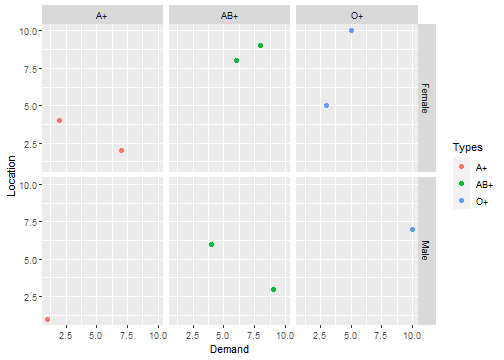 A+ AB+ O+
10.0
7.5
5.0
2.5
Female
10.0
7.5
5.0
2.5
Male
Location
2.5 5.0 7.5 10.0 2.5 5.0 7.5 10.0 2.5 5.0 7.5 10.0
Demand
Types
A+
AB+
O+